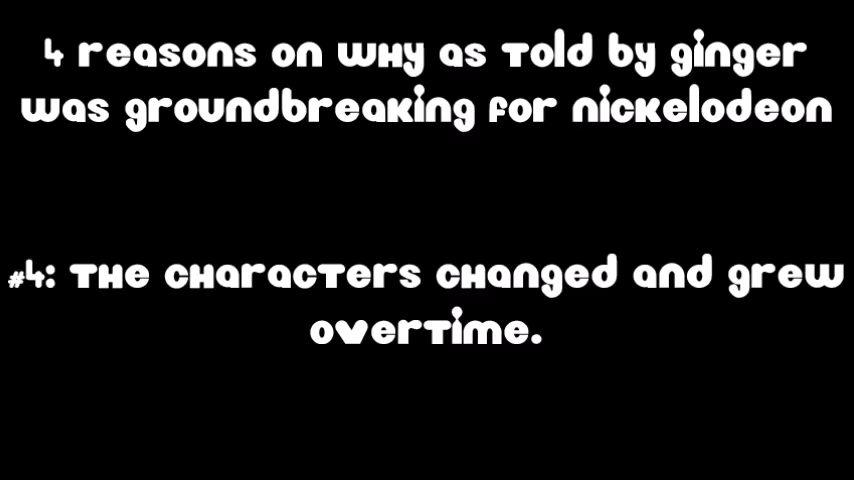 4 reasons on why as told by ginger
was groundbreaking for nickelodeon
#4: the characters changed and grew
overtime.